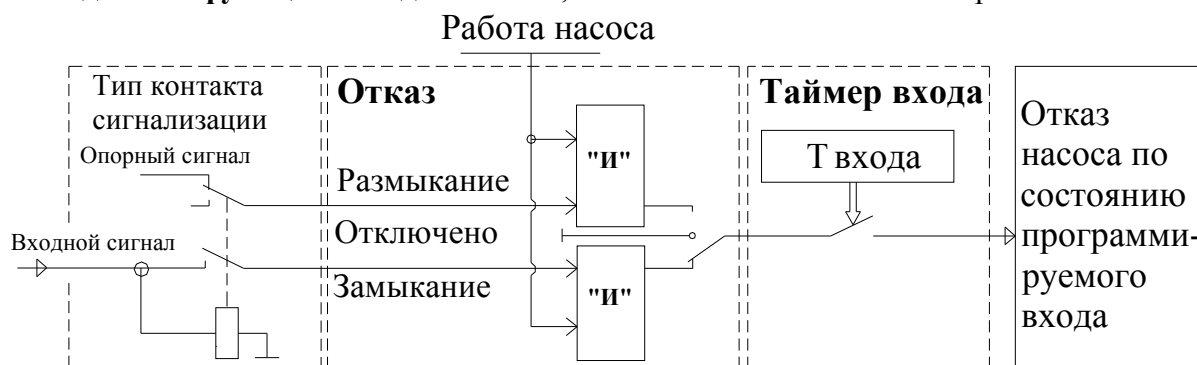 Работа насоса
Тип контакта
сигнализации
Опорный сигнал
Входной сигнал
Отказ
Размыкание
Отключено
Замыкание
"И"
"И"
Таймер входа
Т входа
Отказ
насоса по
состоянию
программи-
руемого
входа